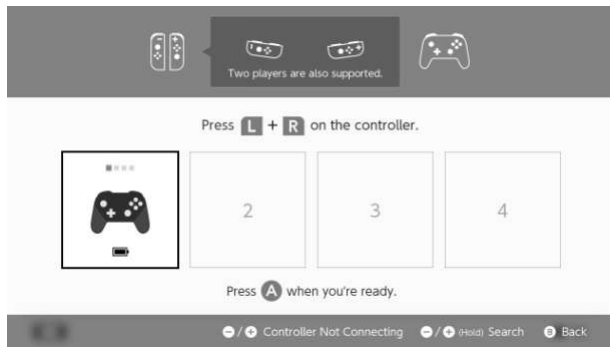 Two players are also supported.
Press L + R on the controller.
2
3
4
Press A when you're ready.
-/+ Controller Not Connecting -/+ (Hold) Search B Back